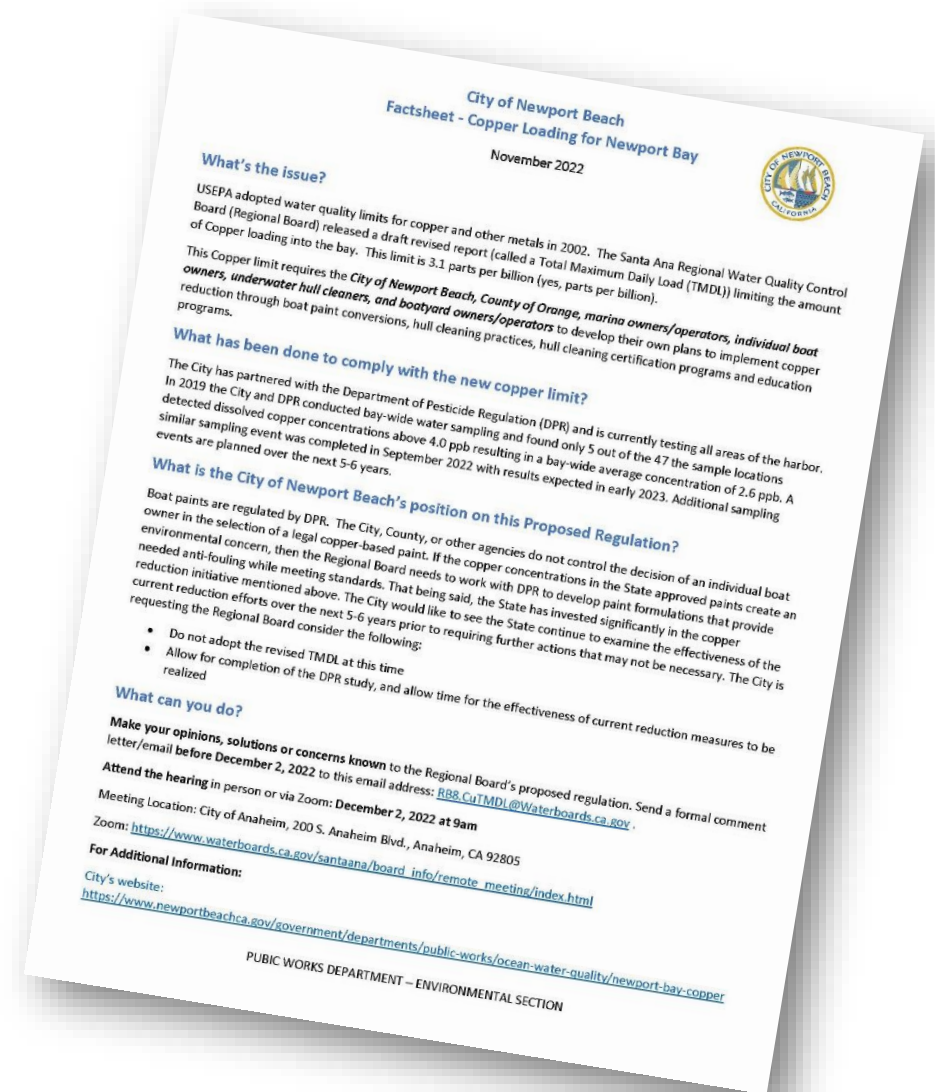 City of Newport Beach
Factsheet - Copper Loading for Newport Bay
November 2022
CITY OF NEWPORT BEACH
CALIFORNIA
What's the issue?
USEPA adopted water quality limits for copper and other metals in 2002. The Santa Ana Regional Water Quality Control
Board (Regional Board) released a draft revised report (called a Total Maximum Daily Load (TMDL)) limiting the amount
of Copper loading into the bay. This limit is 3.1 parts per billion (yes, parts per billion).
This Copper limit requires the City of Newport Beach, County of Orange, marina owners/operators, individual boat
owners, underwater hull cleaners, and boatyard owners/operators to develop their own plans to implement copper
reduction through boat paint conversions, hull cleaning practices, hull cleaning certification programs and education
programs.
What has been done to comply with the new copper limit?
The City has partnered with the Department of Pesticide Regulation (DPR) and is currently testing all areas of the harbor.
In 2019 the City and DPR conducted bay-wide water sampling and found only 5 out of the 47 the sample locations
detected dissolved copper concentrations above 4.0 ppb resulting in a bay-wide average concentration of 2.6 ppb. A
similar sampling event was completed in September 2022 with results expected in early 2023. Additional sampling
events are planned over the next 5-6 years.
What is the City of Newport Beach's position on this Proposed Regulation?
Boat paints are regulated by DPR. The City, County, or other agencies do not control the decision of an individual boat
owner in the selection of a legal copper-based paint. If the copper concentrations in the State approved paints create an
environmental concern, then the Regional Board needs to work with DPR to develop paint formulations that provide
needed anti-fouling while meeting standards. That being said, the State has invested significantly in the copper
reduction initiative mentioned above. The City would like to see the State continue to examine the effectiveness of the
current reduction efforts over the next 5-6 years prior to requiring further actions that may not be necessary. The City is
requesting the Regional Board consider the following:
• Do not adopt the revised TMDL at this time
• Allow for completion of the DPR study, and allow time for the effectiveness of current reduction measures to be
realized
What can you do?
Make your opinions, solutions or concerns known to the Regional Board's proposed regulation. Send a formal comment
letter/email before December 2, 2022 to this email address: RB8.CuTMDL@Waterboards.ca.gov .
Attend the hearing in person or via Zoom: December 2, 2022 at 9am
Meeting Location: City of Anaheim, 200 S. Anaheim Blvd., Anaheim, CA 92805
Zoom: https://www.waterboards.ca.gov/santaana/board_info/remote_meeting/index.html
For Additional Information:
City's website:
https://www.newportbeachca.gov/government/departments/public-works/ocean-water-quality/newport-bay-copper
PUBIC WORKS DEPARTMENT – ENVIRONMENTAL SECTION